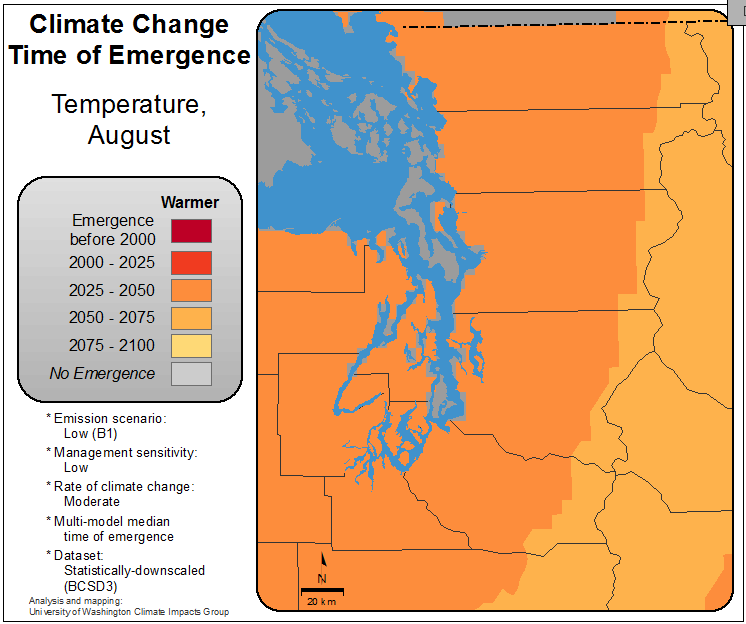 Climate Change
Time of Emergence
Temperature,
August
Warmer
Emergence
before 2000
2000 - 2025
2025 - 2050
2050 - 2075
2075 - 2100
No Emergence
* Emission scenario:
Low (B1)
* Management sensitivity:
Low
* Rate of climate change:
Moderate
* Multi-model median
time of emergence
* Dataset:
Statistically-downscaled
(BCSD3)
Analysis and mapping:
University of Washington Climate Impacts Group
N
20 km